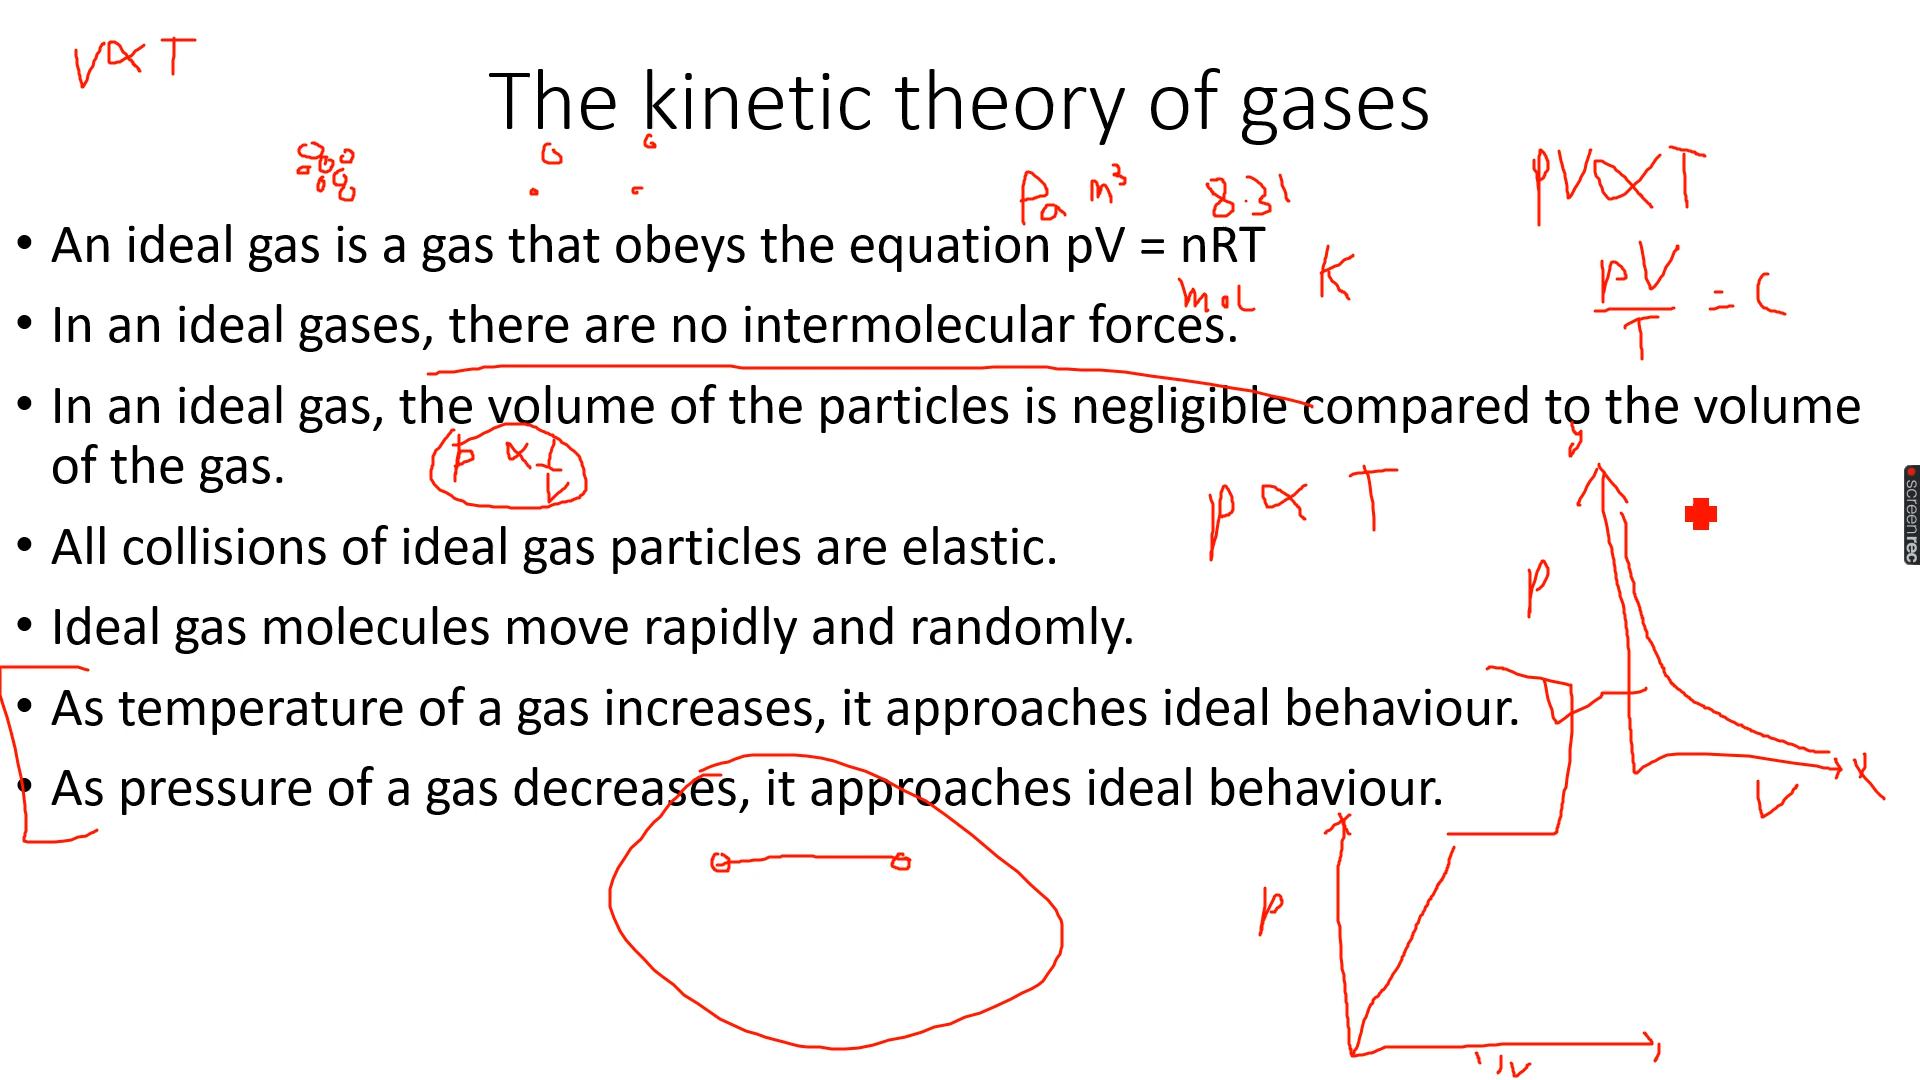 V ∝ T
The kinetic theory of gases
Pa m³ 8.31
pV ∝ T
• An ideal gas is a gas that obeys the equation pV = nRT
mol K
pV/T = C
• In an ideal gases, there are no intermolecular forces.
• In an ideal gas, the volume of the particles is negligible compared to the volume
of the gas.
p ∝ 1/V
p ∝ T
y
• All collisions of ideal gas particles are elastic.
p
• Ideal gas molecules move rapidly and randomly.
• As temperature of a gas increases, it approaches ideal behaviour.
• As pressure of a gas decreases, it approaches ideal behaviour.
x
V
p
1/V
screenrec